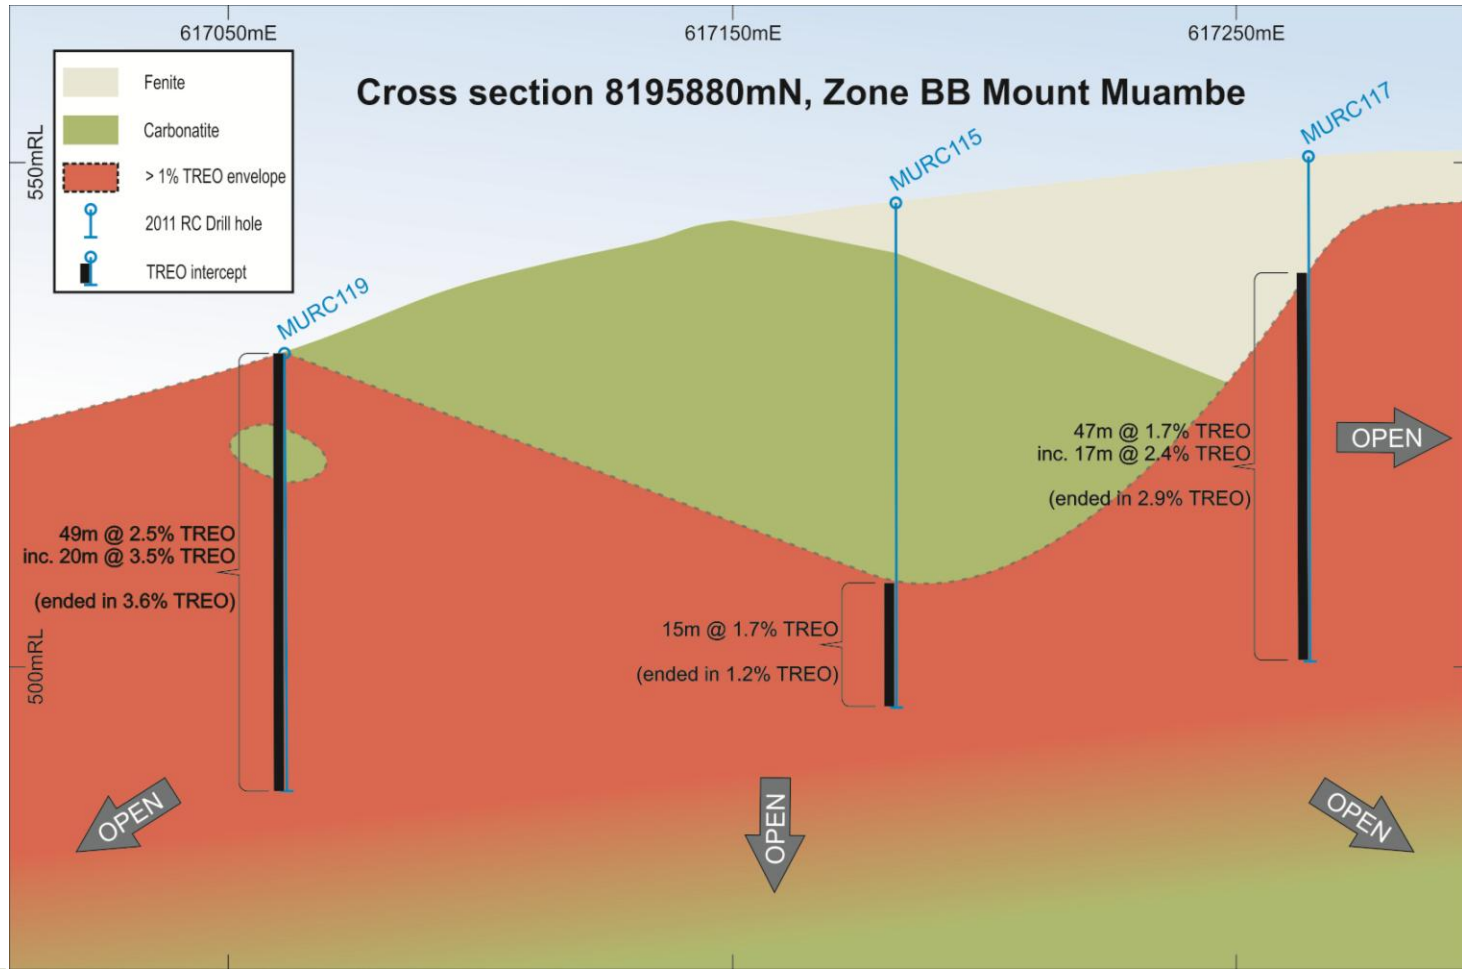 617050mE
617150mE
617250mE
Cross section 8195880mN, Zone BB Mount Muambe
Fenite
Carbonatite
> 1% TREO envelope
2011 RC Drill hole
TREO intercept
550mRL
500mRL
MURC119
MURC115
MURC117
49m @ 2.5% TREO
inc. 20m @ 3.5% TREO
(ended in 3.6% TREO)
15m @ 1.7% TREO
(ended in 1.2% TREO)
47m @ 1.7% TREO
inc. 17m @ 2.4% TREO
(ended in 2.9% TREO)
OPEN
OPEN
OPEN
OPEN